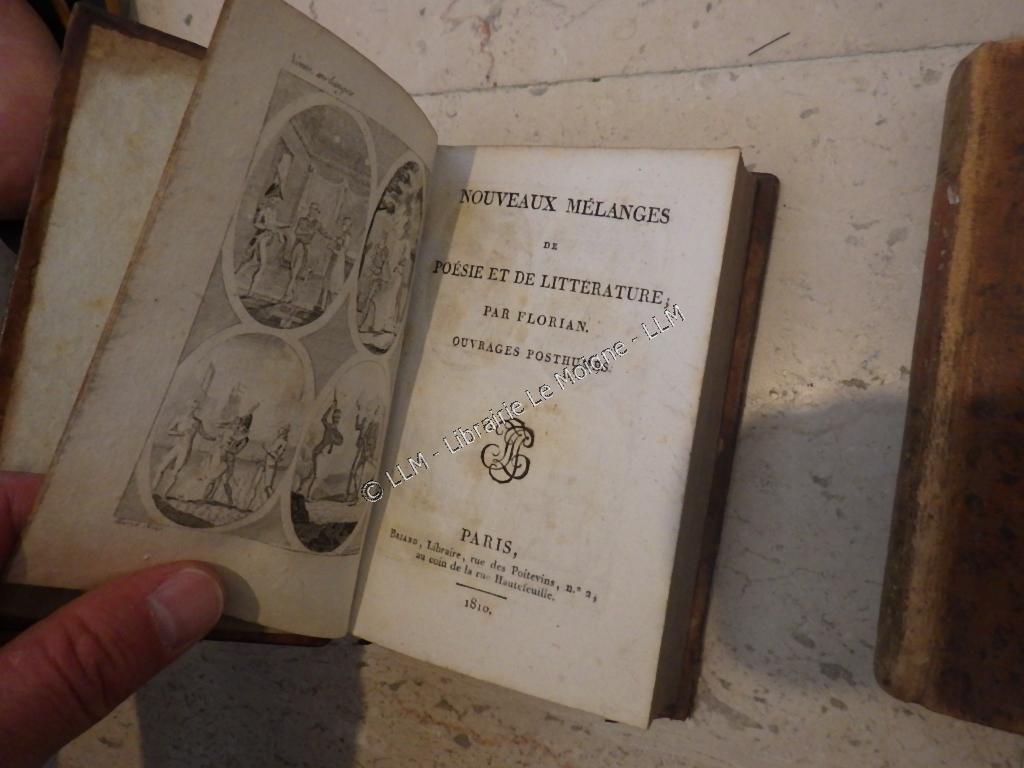 NOUVEAUX MÉLANGES
DE
POÉSIE ET DE LITTÉRATURE;
PAR FLORIAN.
OUVRAGES POSTHUMES
© LLM - Librairie Le Moigne - LLM
PARIS,
BRIAND, Libraire, rue des Poitevins, n.º 2,
au coin de la rue Hautefeuille.
1810.